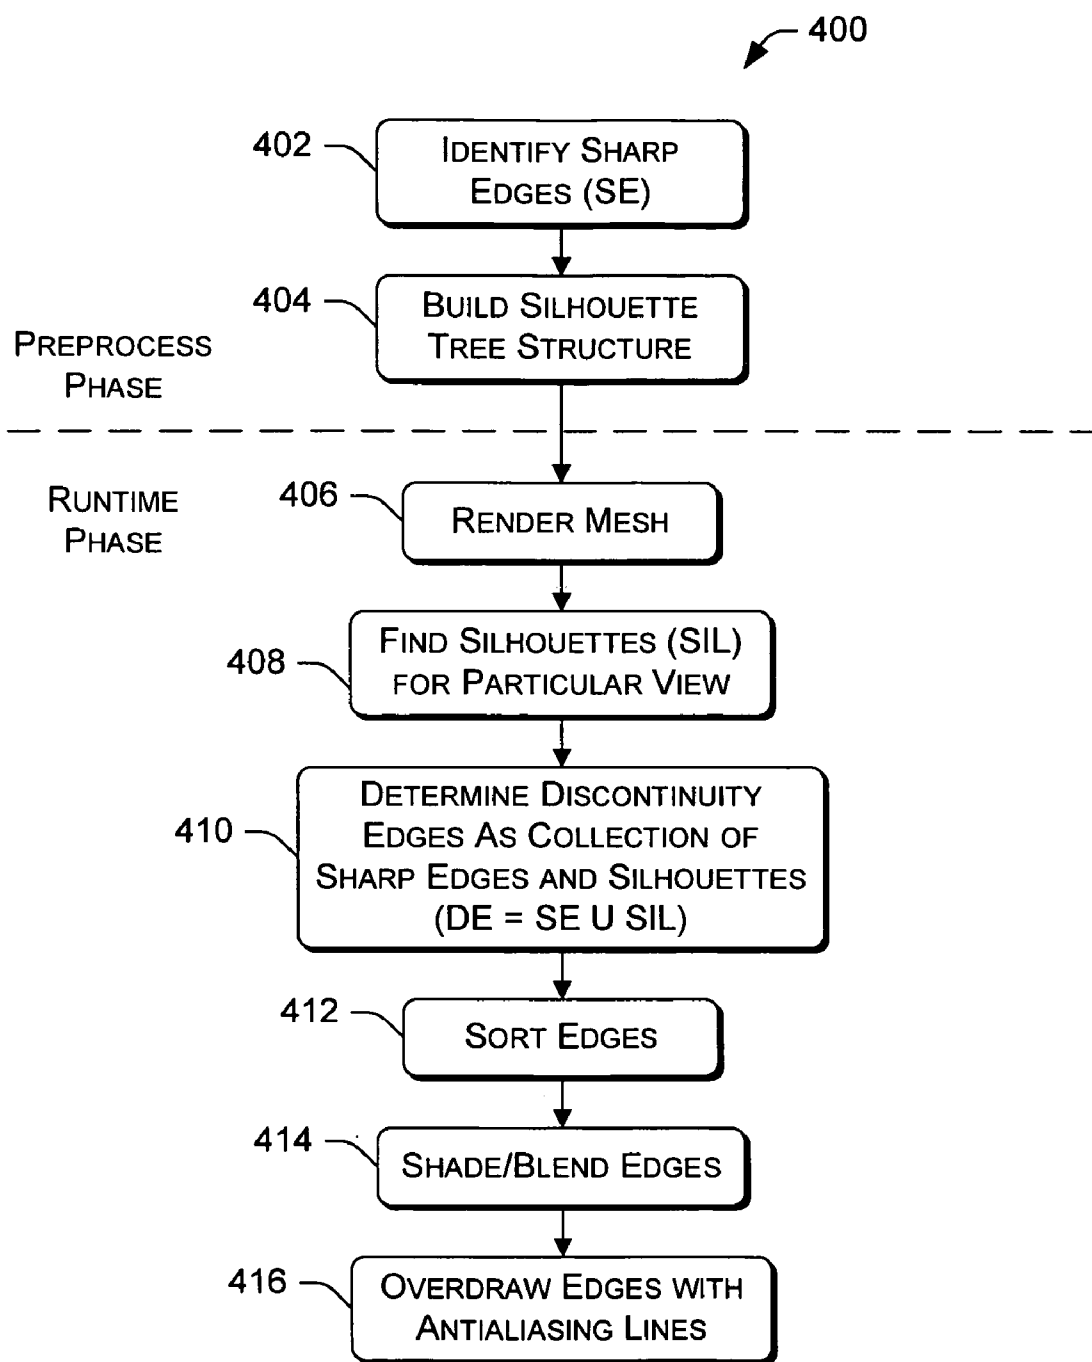 400
402
IDENTIFY SHARP
EDGES (SE)
404
BUILD SILHOUETTE
TREE STRUCTURE
PREPROCESS
PHASE
RUNTIME
PHASE
406
RENDER MESH
408
FIND SILHOUETTES (SIL)
FOR PARTICULAR VIEW
410
DETERMINE DISCONTINUITY
EDGES AS COLLECTION OF
SHARP EDGES AND SILHOUETTES
(DE = SE U SIL)
412
SORT EDGES
414
SHADE/BLEND EDGES
416
OVERDRAW EDGES WITH
ANTIALIASING LINES